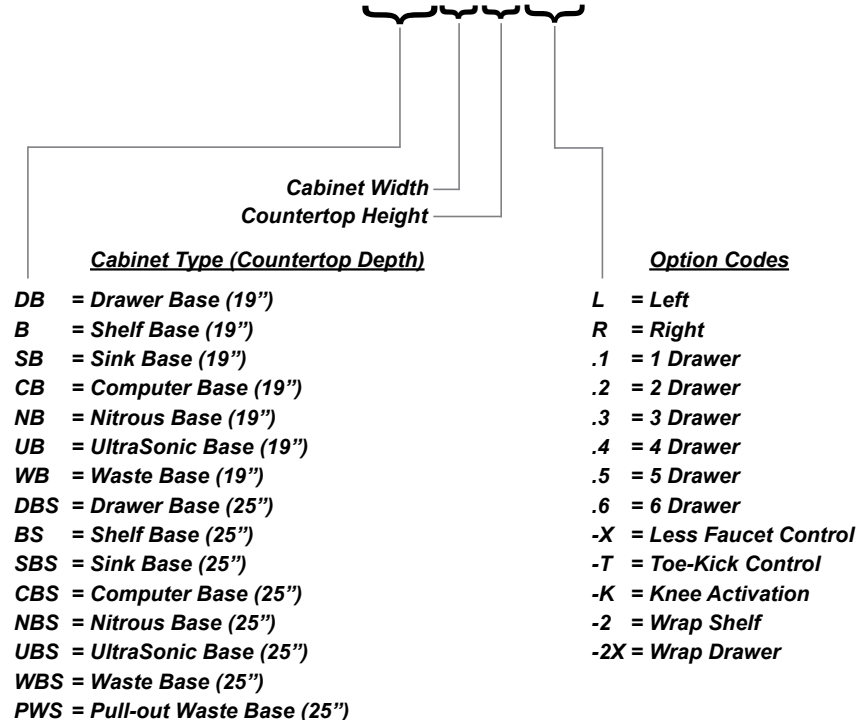 Cabinet Width
Countertop Height
Cabinet Type (Countertop Depth)
DB = Drawer Base (19”)
B = Shelf Base (19”)
SB = Sink Base (19”)
CB = Computer Base (19”)
NB = Nitrous Base (19”)
UB = UltraSonic Base (19”)
WB = Waste Base (19”)
DBS = Drawer Base (25”)
BS = Shelf Base (25”)
SBS = Sink Base (25”)
CBS = Computer Base (25”)
NBS = Nitrous Base (25”)
UBS = UltraSonic Base (25”)
WBS = Waste Base (25”)
PWS = Pull-out Waste Base (25”)
Option Codes
L = Left
R = Right
.1 = 1 Drawer
.2 = 2 Drawer
.3 = 3 Drawer
.4 = 4 Drawer
.5 = 5 Drawer
.6 = 6 Drawer
-X = Less Faucet Control
-T = Toe-Kick Control
-K = Knee Activation
-2 = Wrap Shelf
-2X = Wrap Drawer